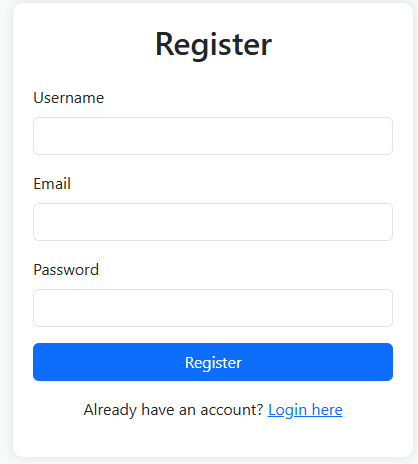 Register
Username
Email
Password
Register
Already have an account? Login here